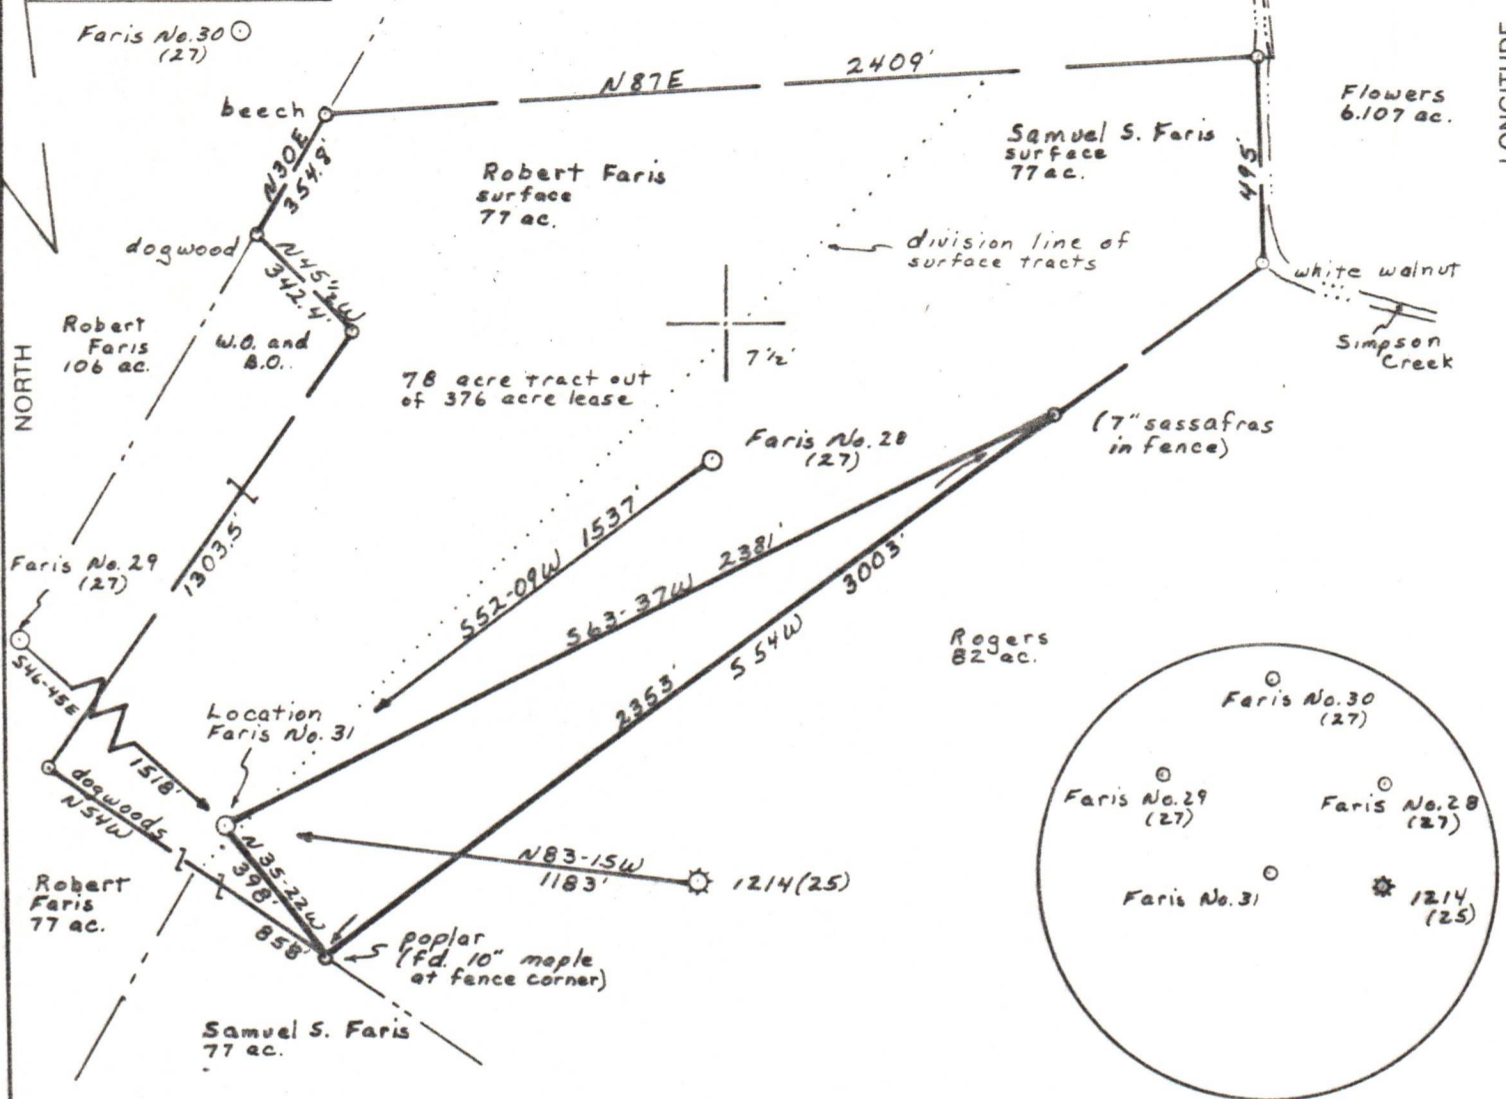 Faris No.30
(27)
beech
N87E
2409'
LONGITUDE
Flowers
6.107 ac.
N30E
354.8'
Robert Faris
surface
77 ac.
Samuel S. Faris
surface
77 ac.
495'
dogwood
N45½W
342.4'
division line of
surface tracts
white walnut
Simpson
Creek
NORTH
Robert
Faris
106 ac.
W.O. and
B.O.
7½'
78 acre tract out
of 376 acre lease
Faris No. 28
(27)
(7" sassafras
in fence)
1303.5'
Faris No. 29
(27)
S52-09W 1537'
S63-37W 2381'
3003'
S54W
2353'
Rogers
82 ac.
S46-45E
1518'
Location
Faris No. 31
dogwoods
N54W
858'
N35-22W
398'
N83-15W
1183'
1214(25)
Robert
Faris
77 ac.
poplar
(fd. 10" maple
at fence corner)
Samuel S. Faris
77 ac.
Faris No.30
(27)
Faris No.29
(27)
Faris No.28
(27)
Faris No.31
1214
(25)